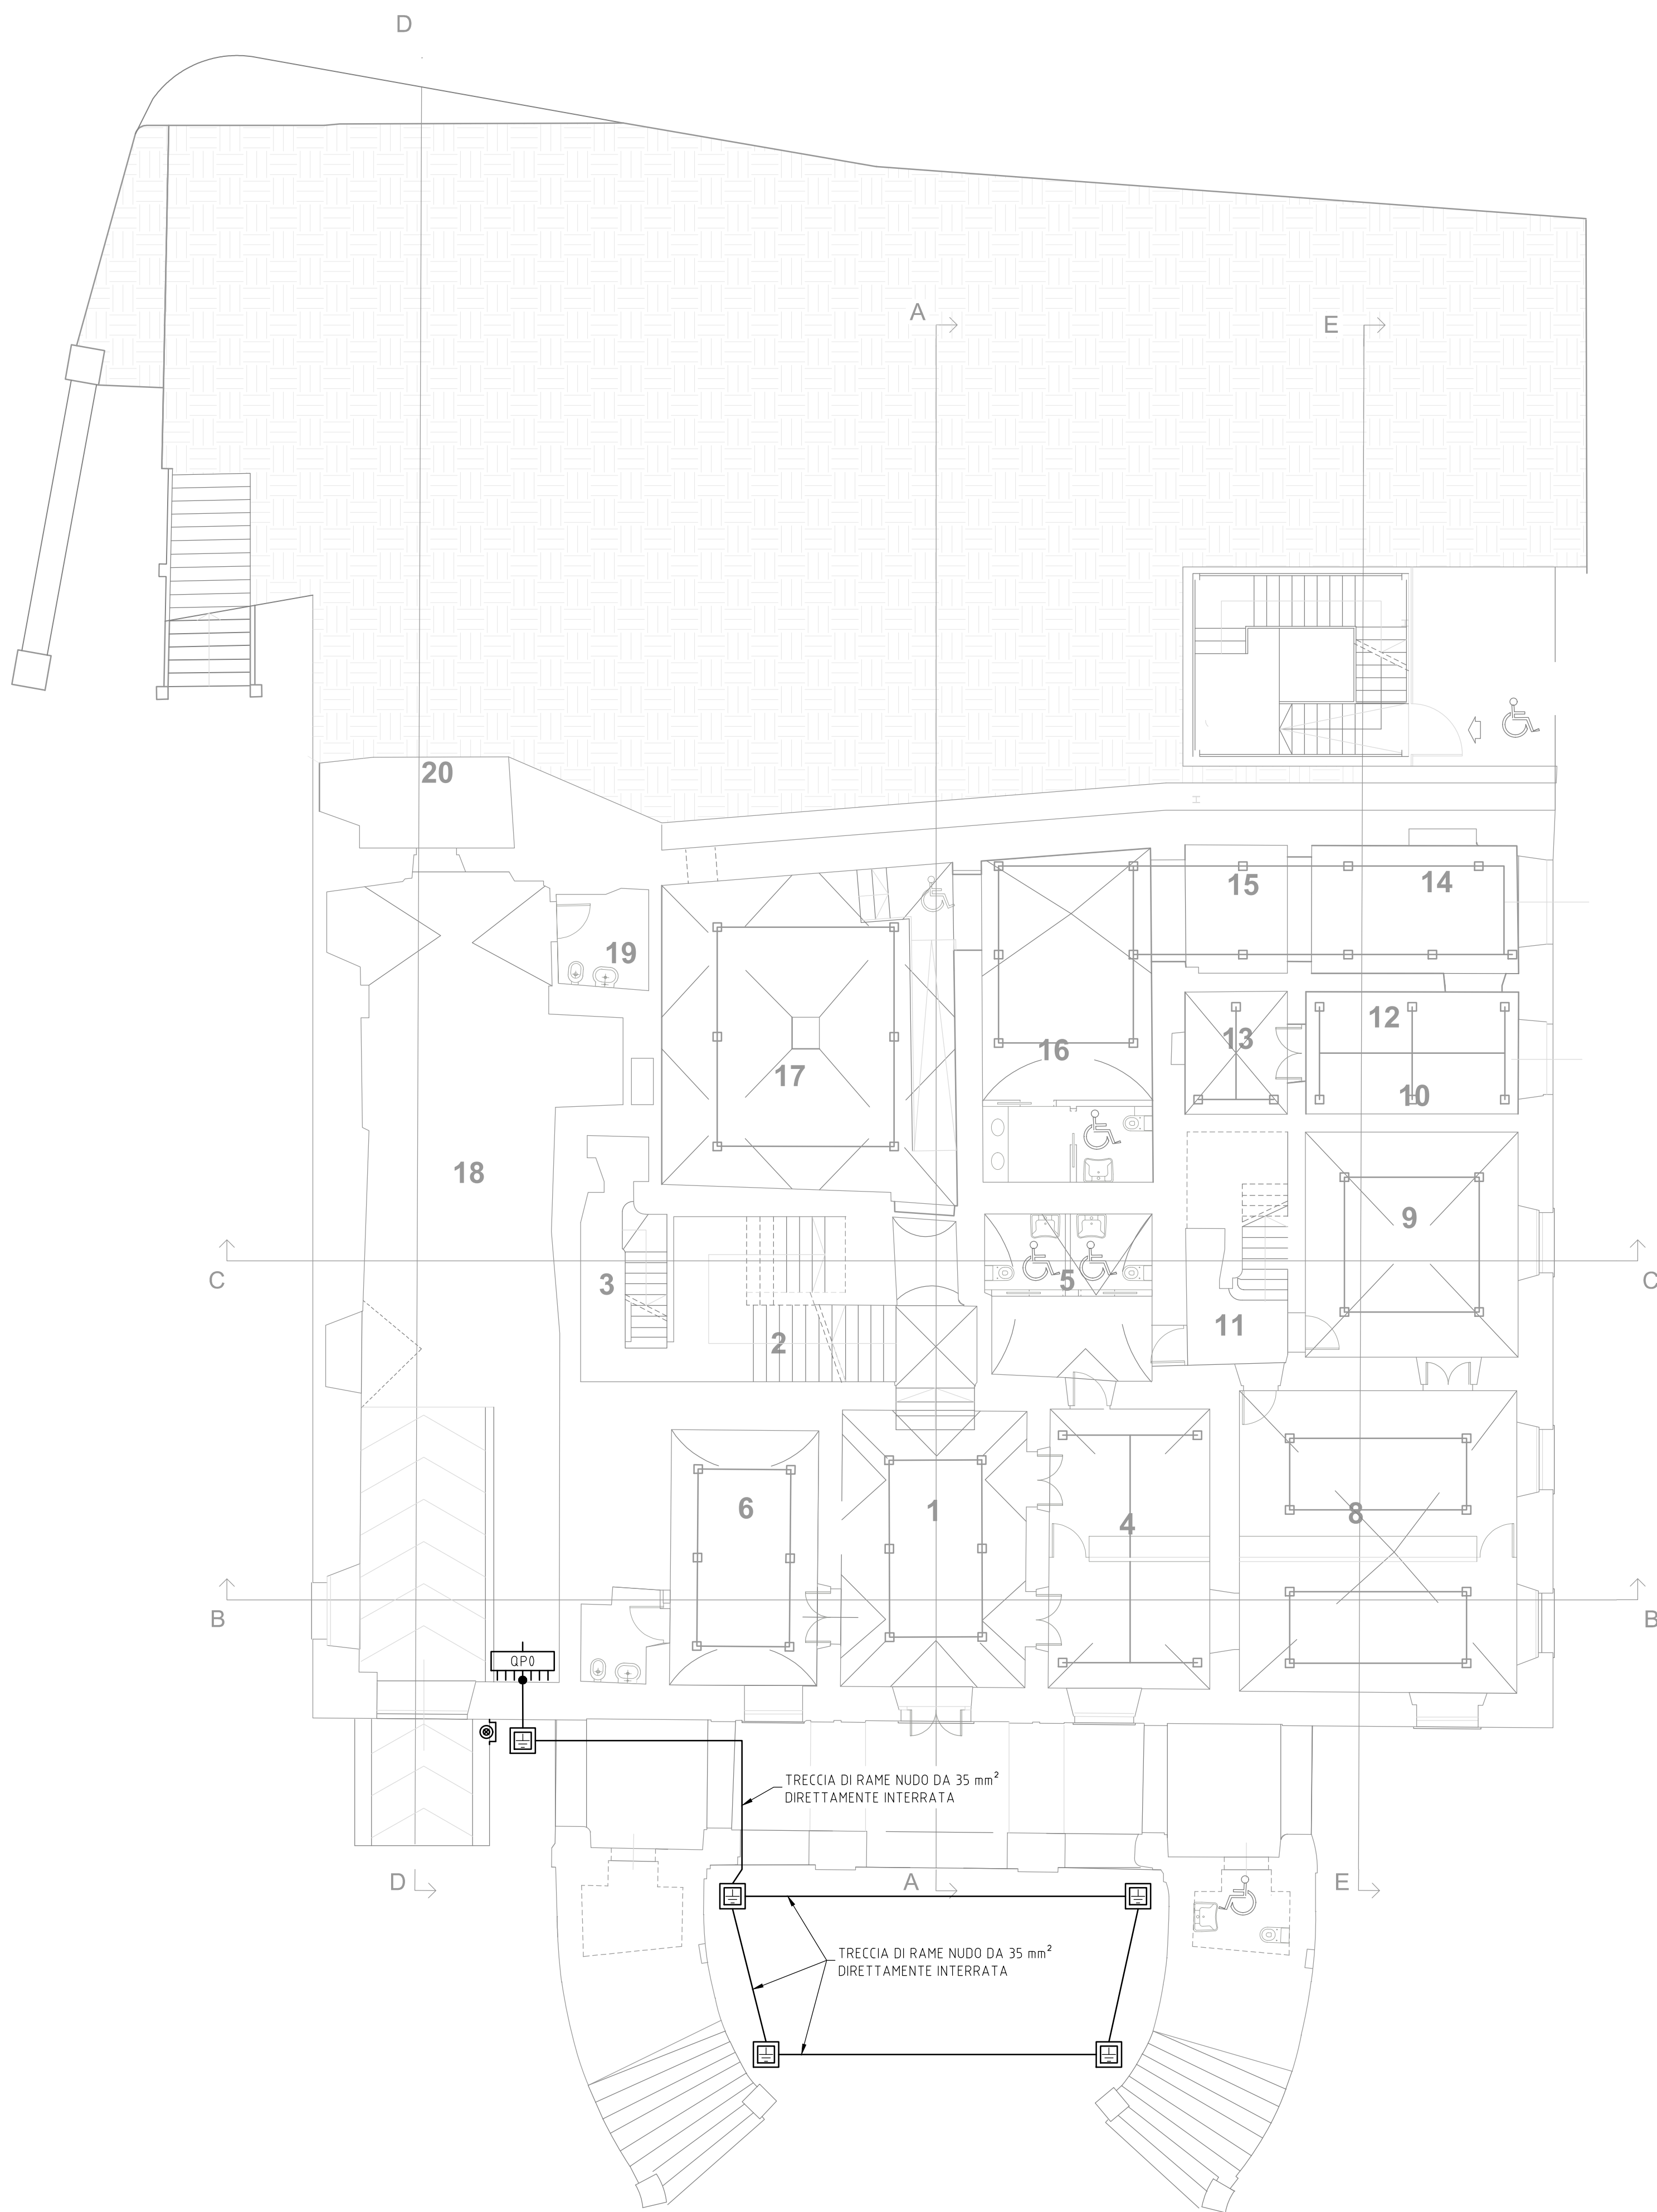 D
A
E
20
15
14
19
16
13
12
17
10
18
9
C
3
5
C
11
2
6
1
4
8
B
B
QP0
TRECCIA DI RAME NUDO DA 35 mm²
DIRETTAMENTE INTERRATA
D
A
E
TRECCIA DI RAME NUDO DA 35 mm²
DIRETTAMENTE INTERRATA